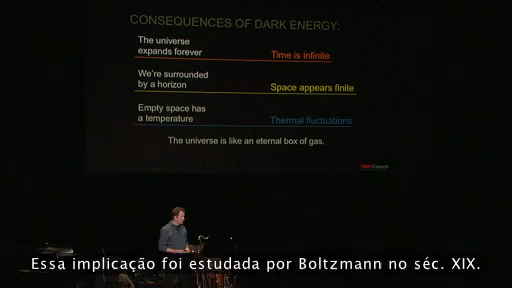 CONSEQUENCES OF DARK ENERGY:
The universe
expands forever
Time is infinite
We're surrounded
by a horizon
Space appears finite
Empty space has
a temperature
Thermal fluctuations
The universe is like an eternal box of gas.
TEDxCaltech
Essa implicação foi estudada por Boltzmann no séc. XIX.